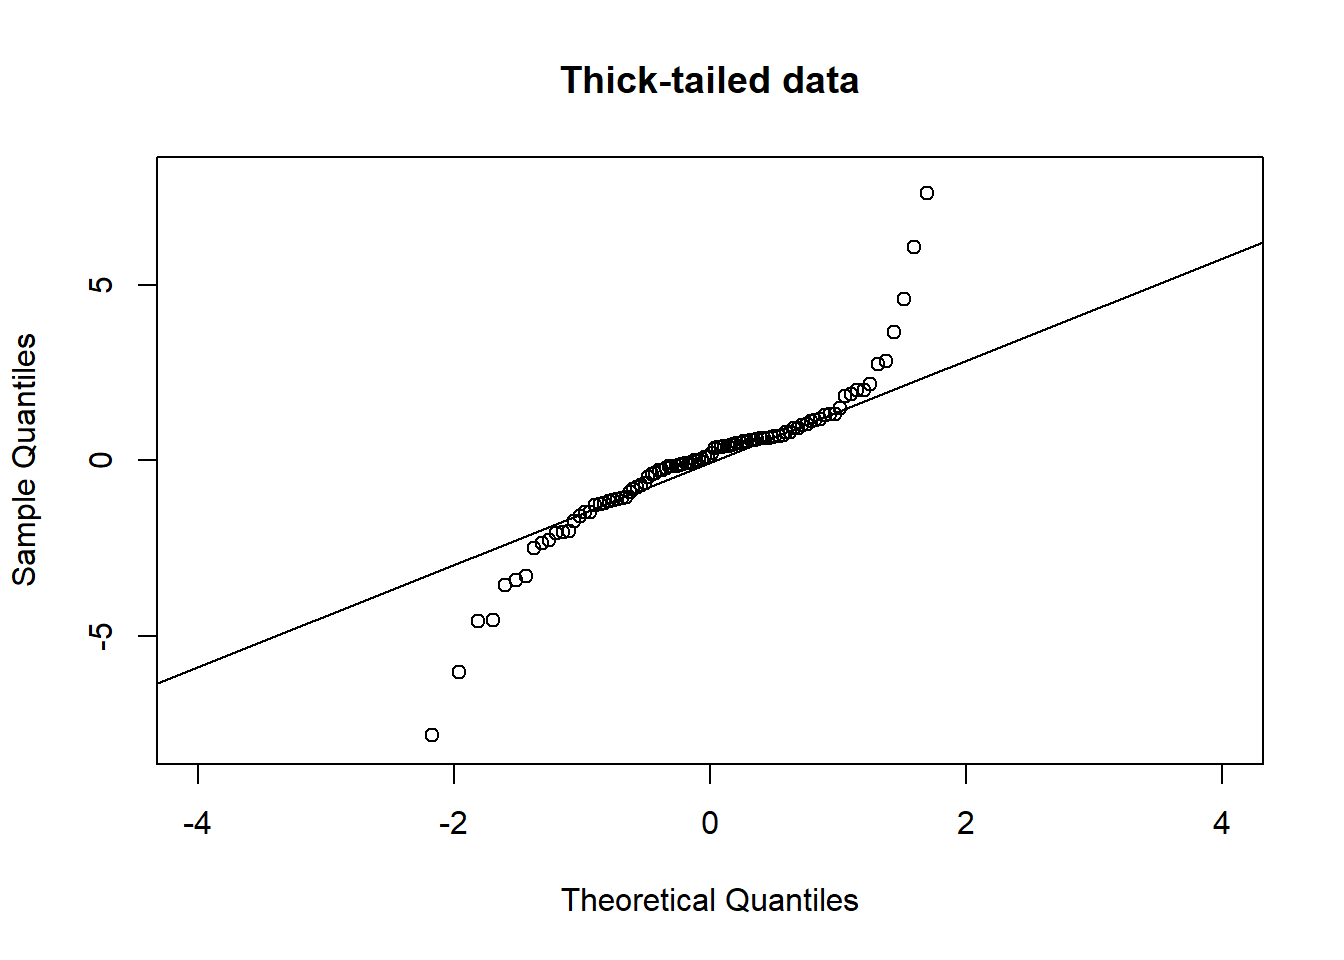 Thick-tailed data
Sample Quantiles
5
0
-5
-4 -2 0 2 4
Theoretical Quantiles